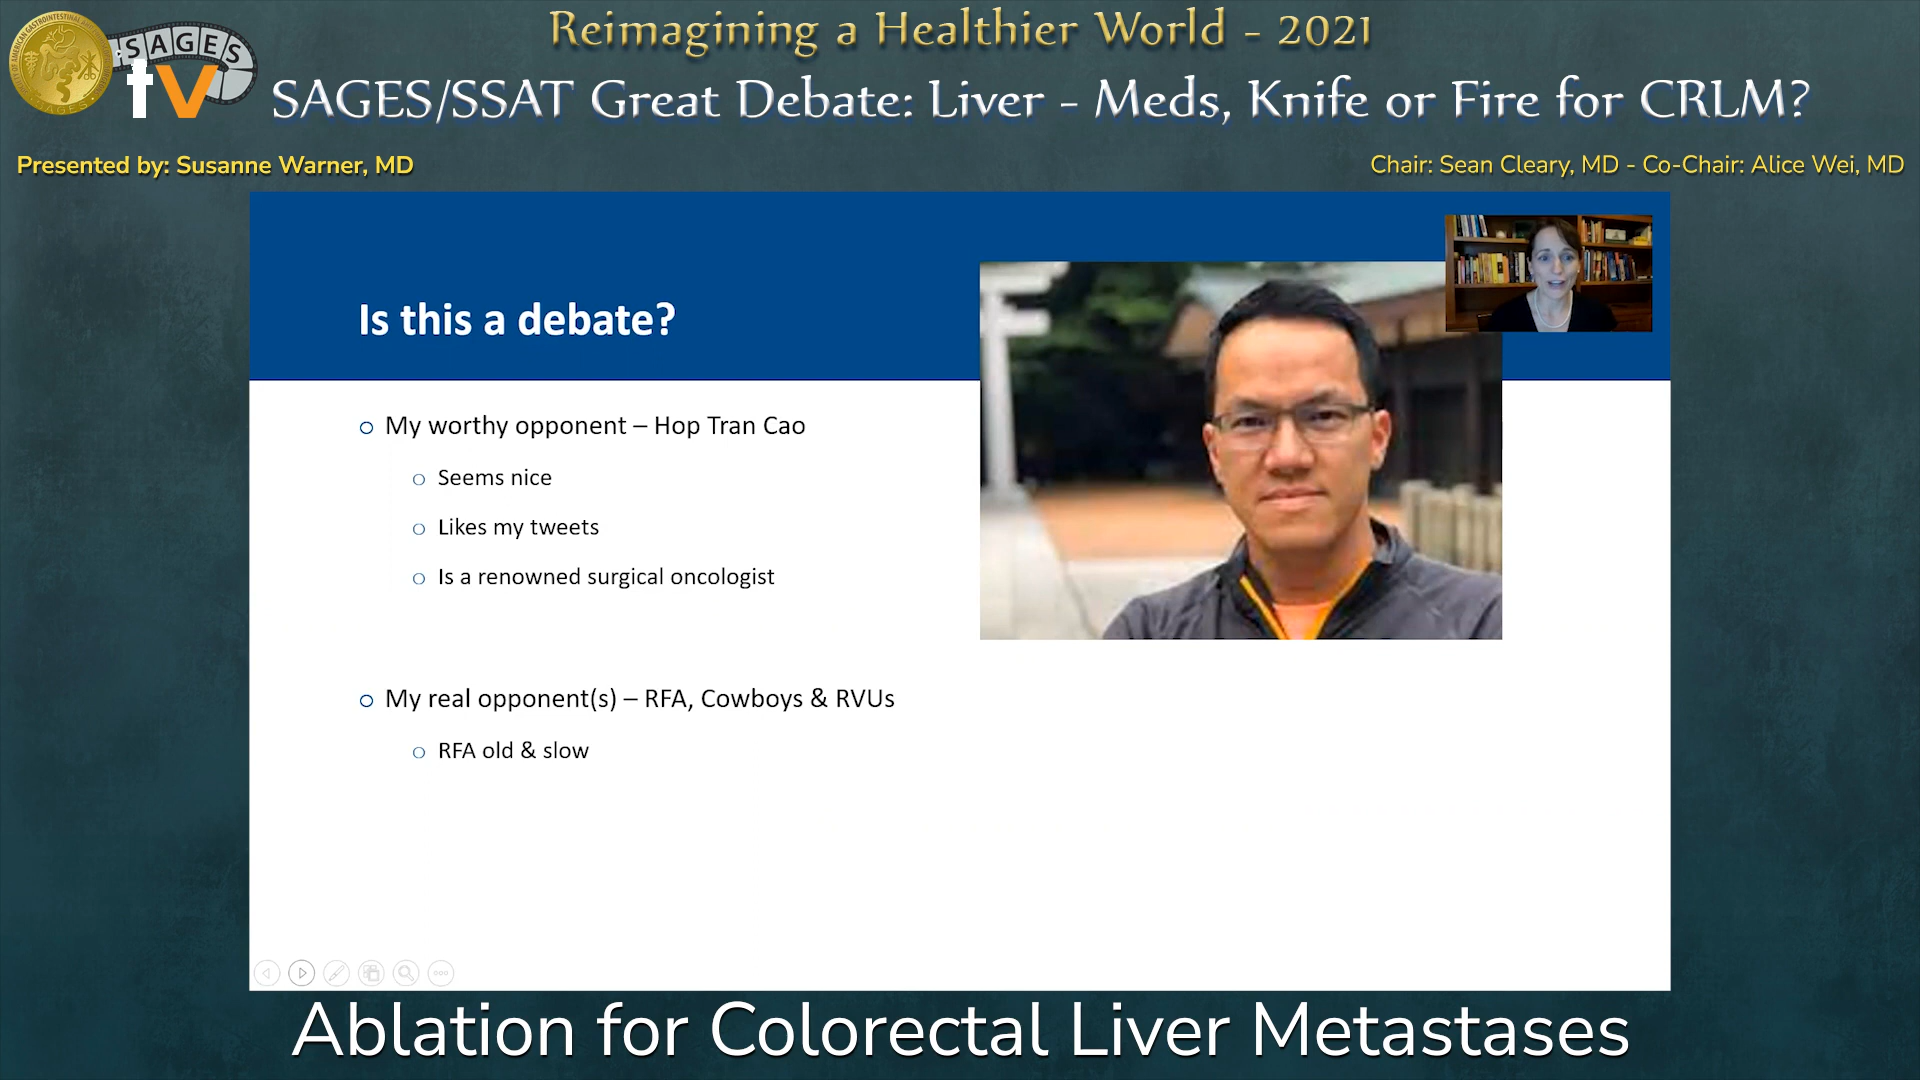 SAGES
tv
Reimagining a Healthier World - 2021
SAGES/SSAT Great Debate: Liver - Meds, Knife or Fire for CRLM?
Presented by: Susanne Warner, MD
Chair: Sean Cleary, MD - Co-Chair: Alice Wei, MD
Is this a debate?
My worthy opponent – Hop Tran Cao
Seems nice
Likes my tweets
Is a renowned surgical oncologist
My real opponent(s) – RFA, Cowboys & RVUs
RFA old & slow
Ablation for Colorectal Liver Metastases